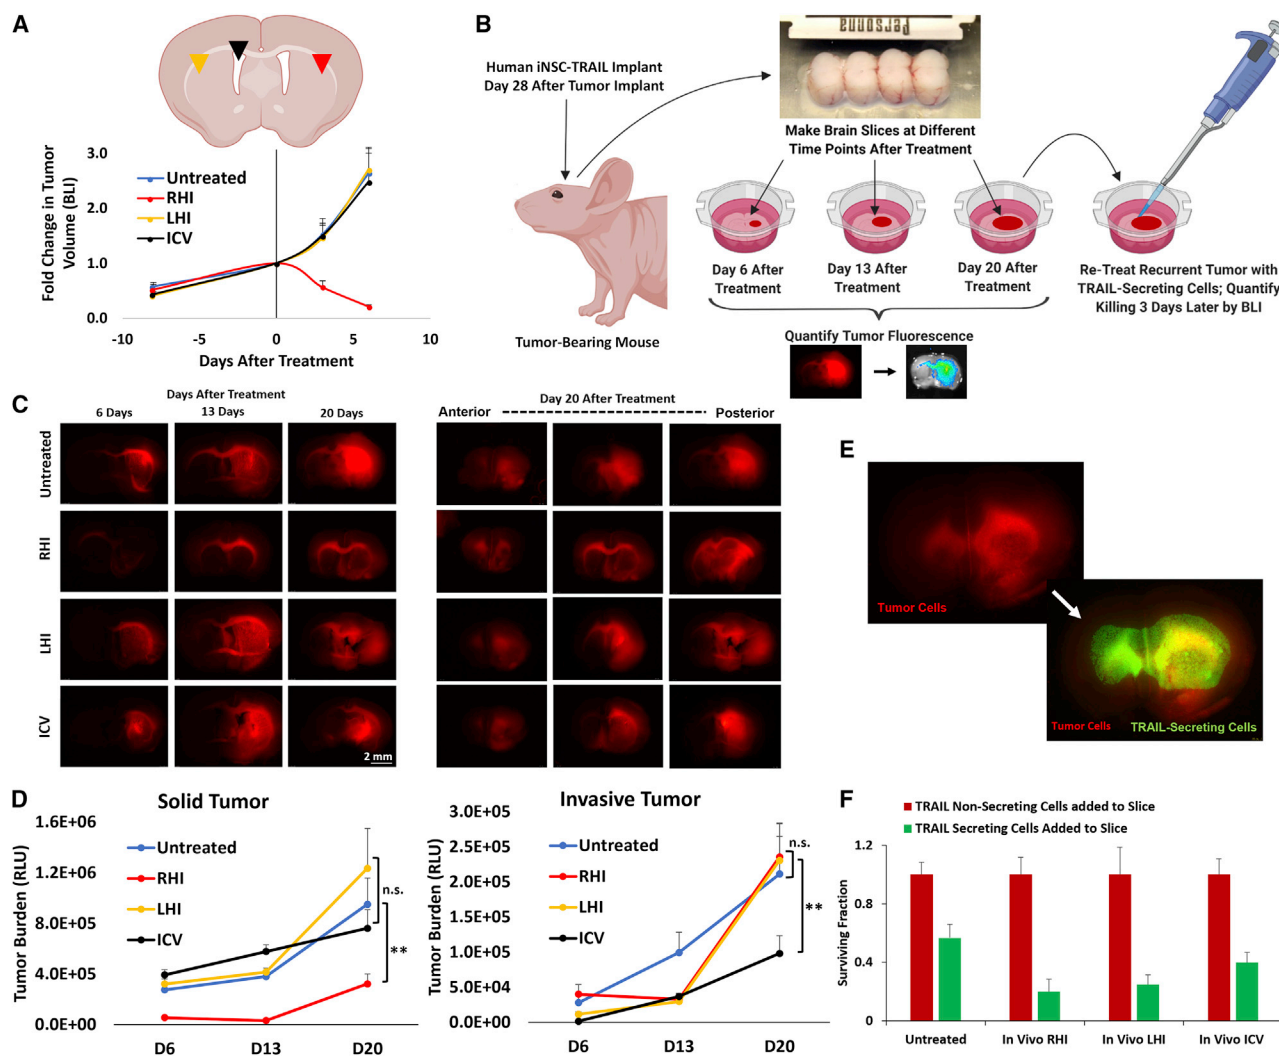 A
3.0
2.0
1.0
0.0
Fold Change in Tumor
Volume (BLI)
Untreated
RHI
LHI
ICV
-10
-5
0
5
10
Days After Treatment
B
Human iNSC-TRAIL Implant
Day 28 After Tumor Implant
Persona
Make Brain Slices at Different
Time Points After Treatment
Day 6 After
Treatment
Day 13 After
Treatment
Day 20 After
Treatment
Re-Treat Recurrent Tumor with
TRAIL-Secreting Cells; Quantify
Killing 3 Days Later by BLI
Tumor-Bearing Mouse
Quantify Tumor Fluorescence
C
Days After Treatment
6 Days
13 Days
20 Days
Day 20 After Treatment
Anterior
Posterior
Untreated
RHI
LHI
ICV
2 mm
E
Tumor Cells
Tumor Cells
TRAIL-Secreting Cells
D
Solid Tumor
Tumor Burden (RLU)
1.6E+06
1.2E+06
8.0E+05
4.0E+05
0.0E+00
Untreated
RHI
LHI
ICV
n.s.
**
D6
D13
D20
Invasive Tumor
Tumor Burden (RLU)
3.0E+05
2.5E+05
2.0E+05
1.5E+05
1.0E+05
5.0E+04
0.0E+00
Untreated
RHI
LHI
ICV
n.s.
**
D6
D13
D20
F
TRAIL Non-Secreting Cells added to Slice
TRAIL Secreting Cells Added to Slice
Surviving Fraction
1.2
0.8
0.4
0
Untreated
In Vivo RHI
In Vivo LHI
In Vivo ICV